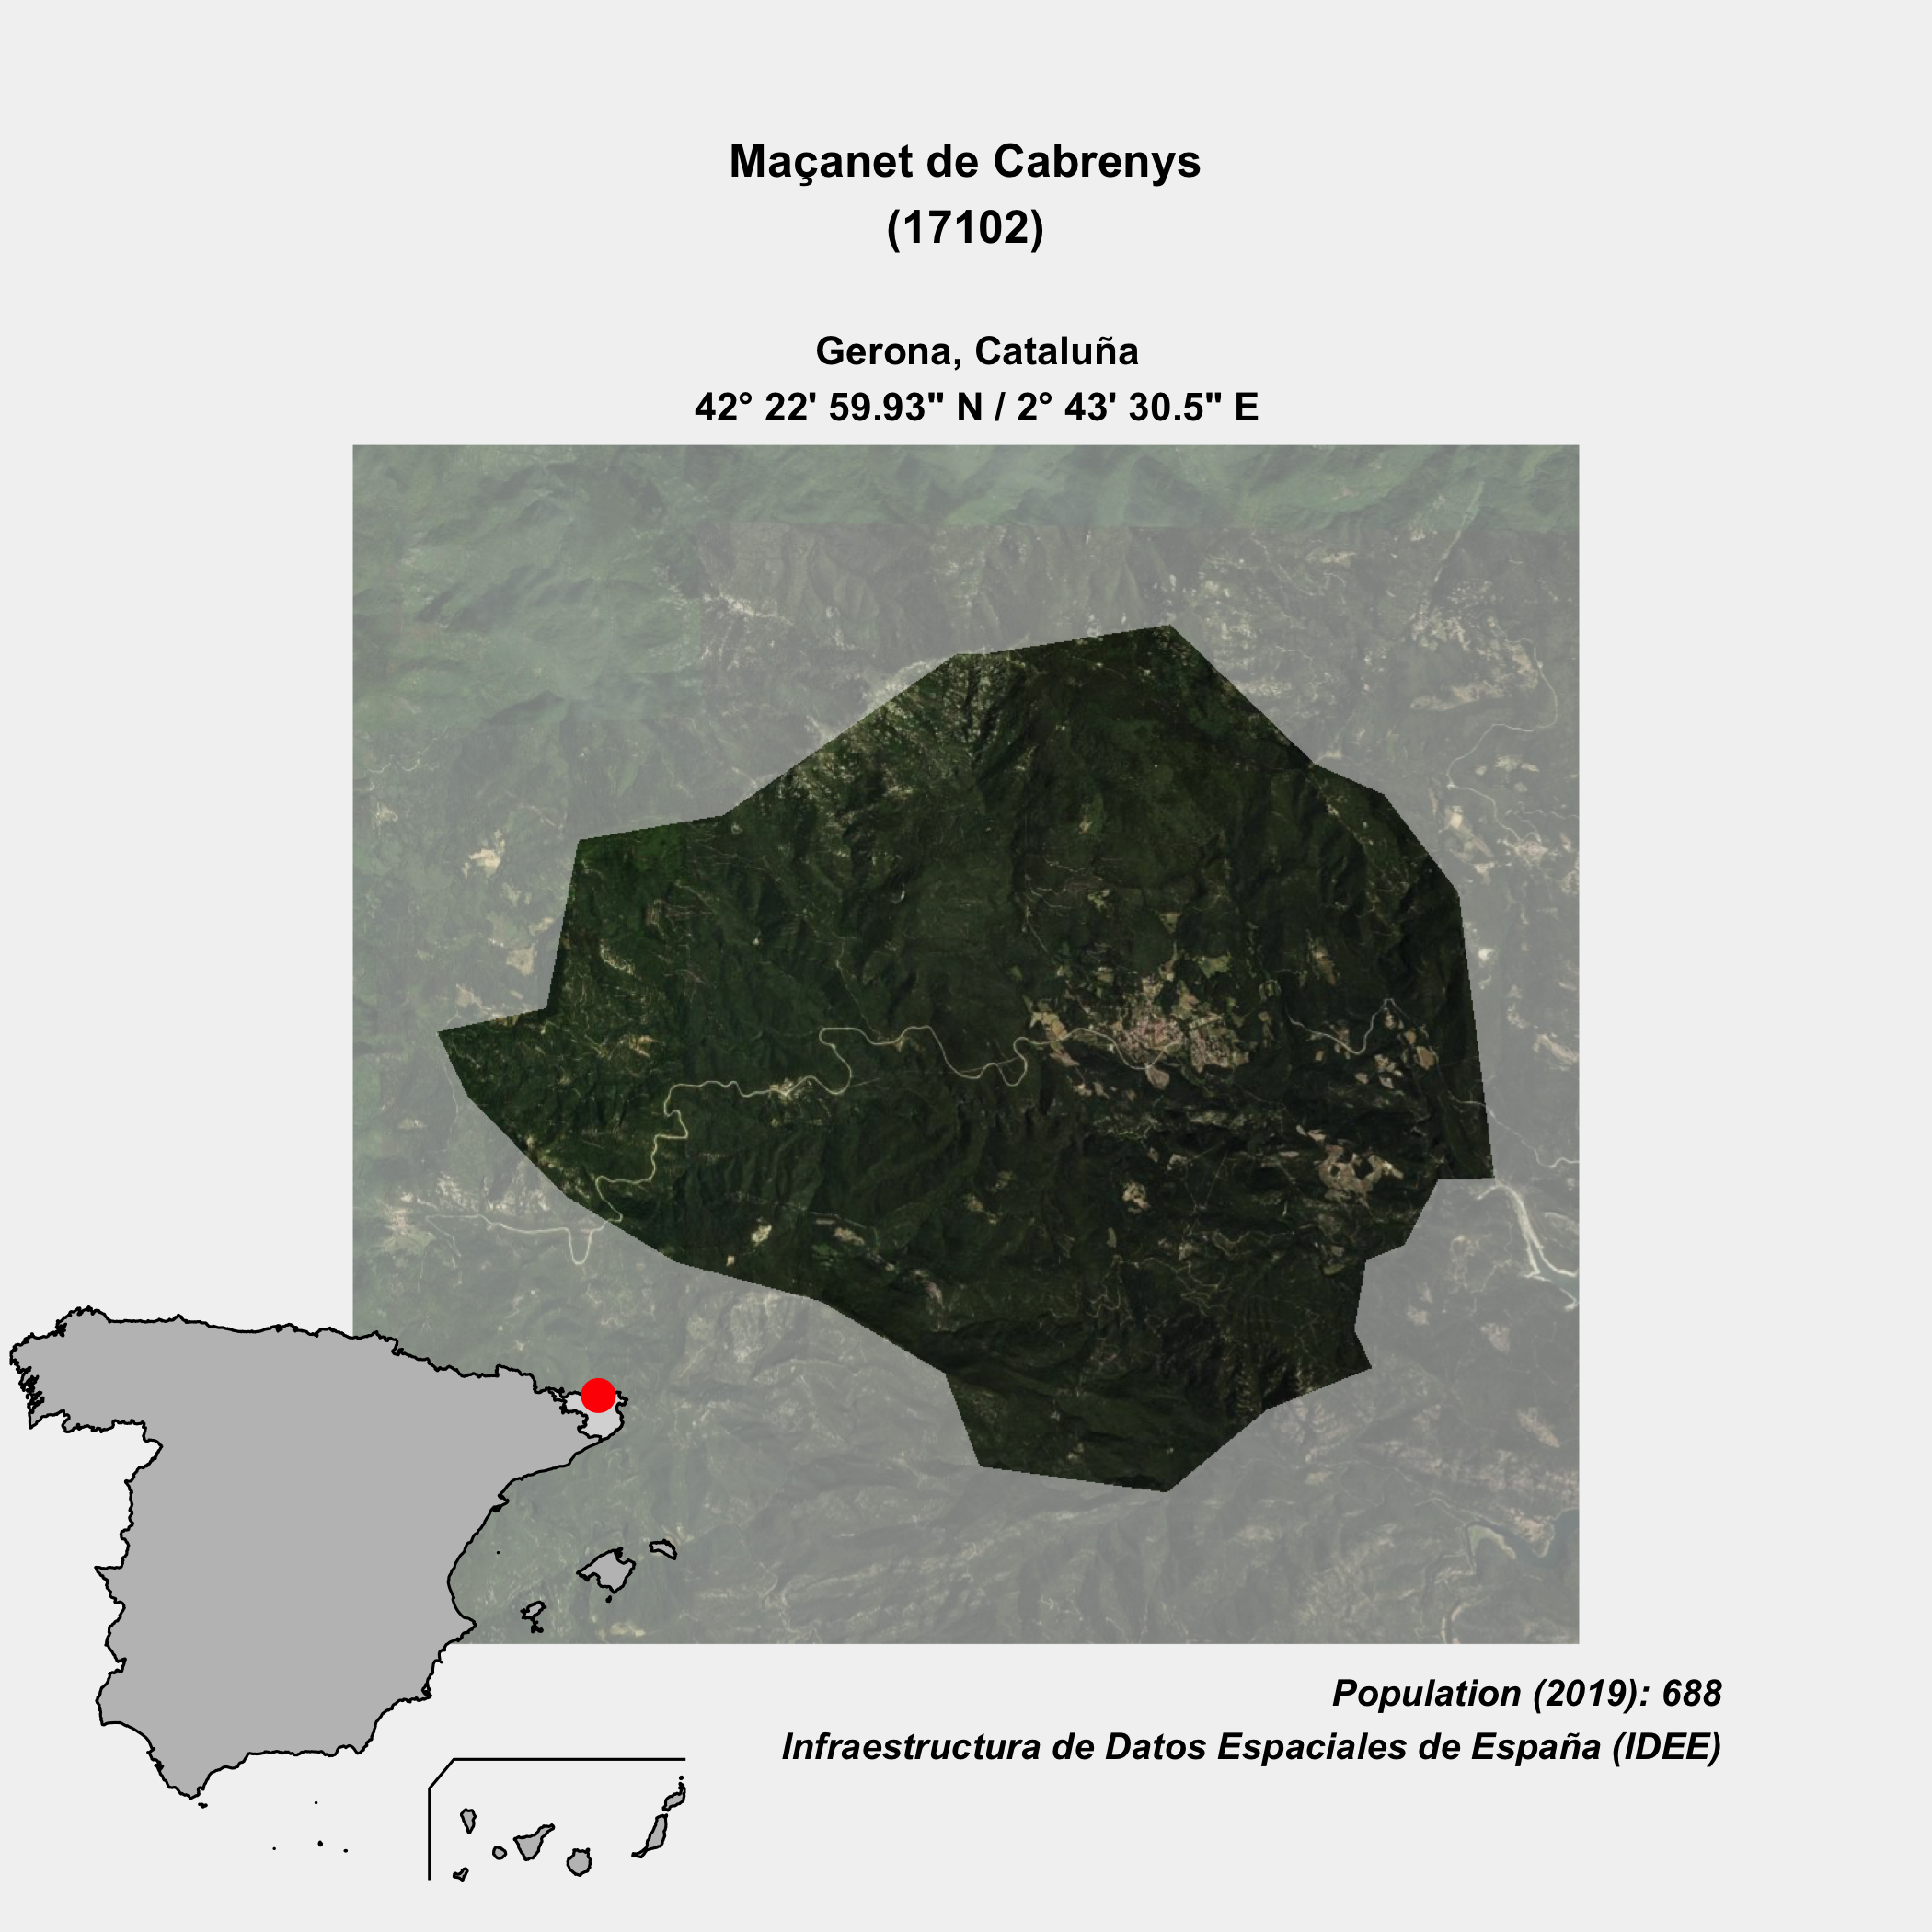 Maçanet de Cabrenys
(17102)
Gerona, Cataluña
42° 22' 59.93" N / 2° 43' 30.5" E
Population (2019): 688
Infraestructura de Datos Espaciales de España (IDEE)